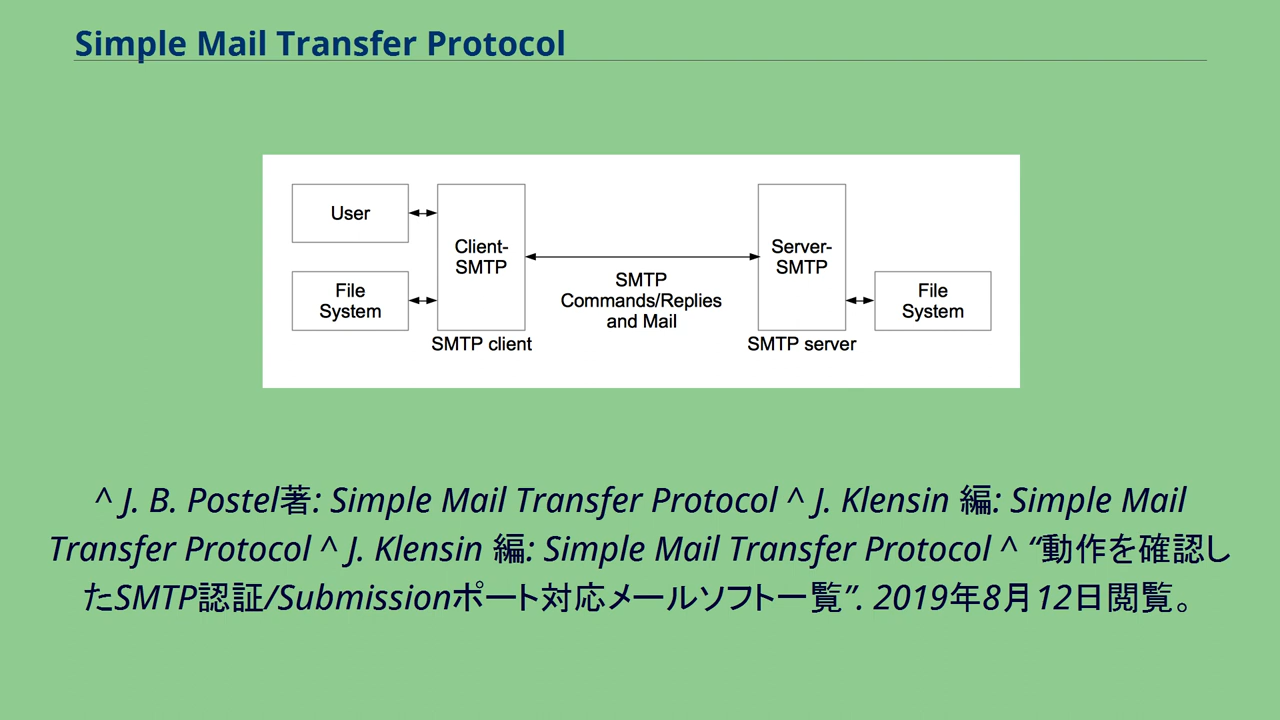 Simple Mail Transfer Protocol
User
Client-
SMTP
File
System
SMTP client
SMTP
Commands/Replies
and Mail
Server-
SMTP
SMTP server
File
System
^ J. B. Postel著: Simple Mail Transfer Protocol ^ J. Klensin 編: Simple Mail
Transfer Protocol ^ J. Klensin 編: Simple Mail Transfer Protocol ^ “動作を確認し
たSMTP認証/Submissionポート対応メールソフト一覧”. 2019年8月12日閲覧。